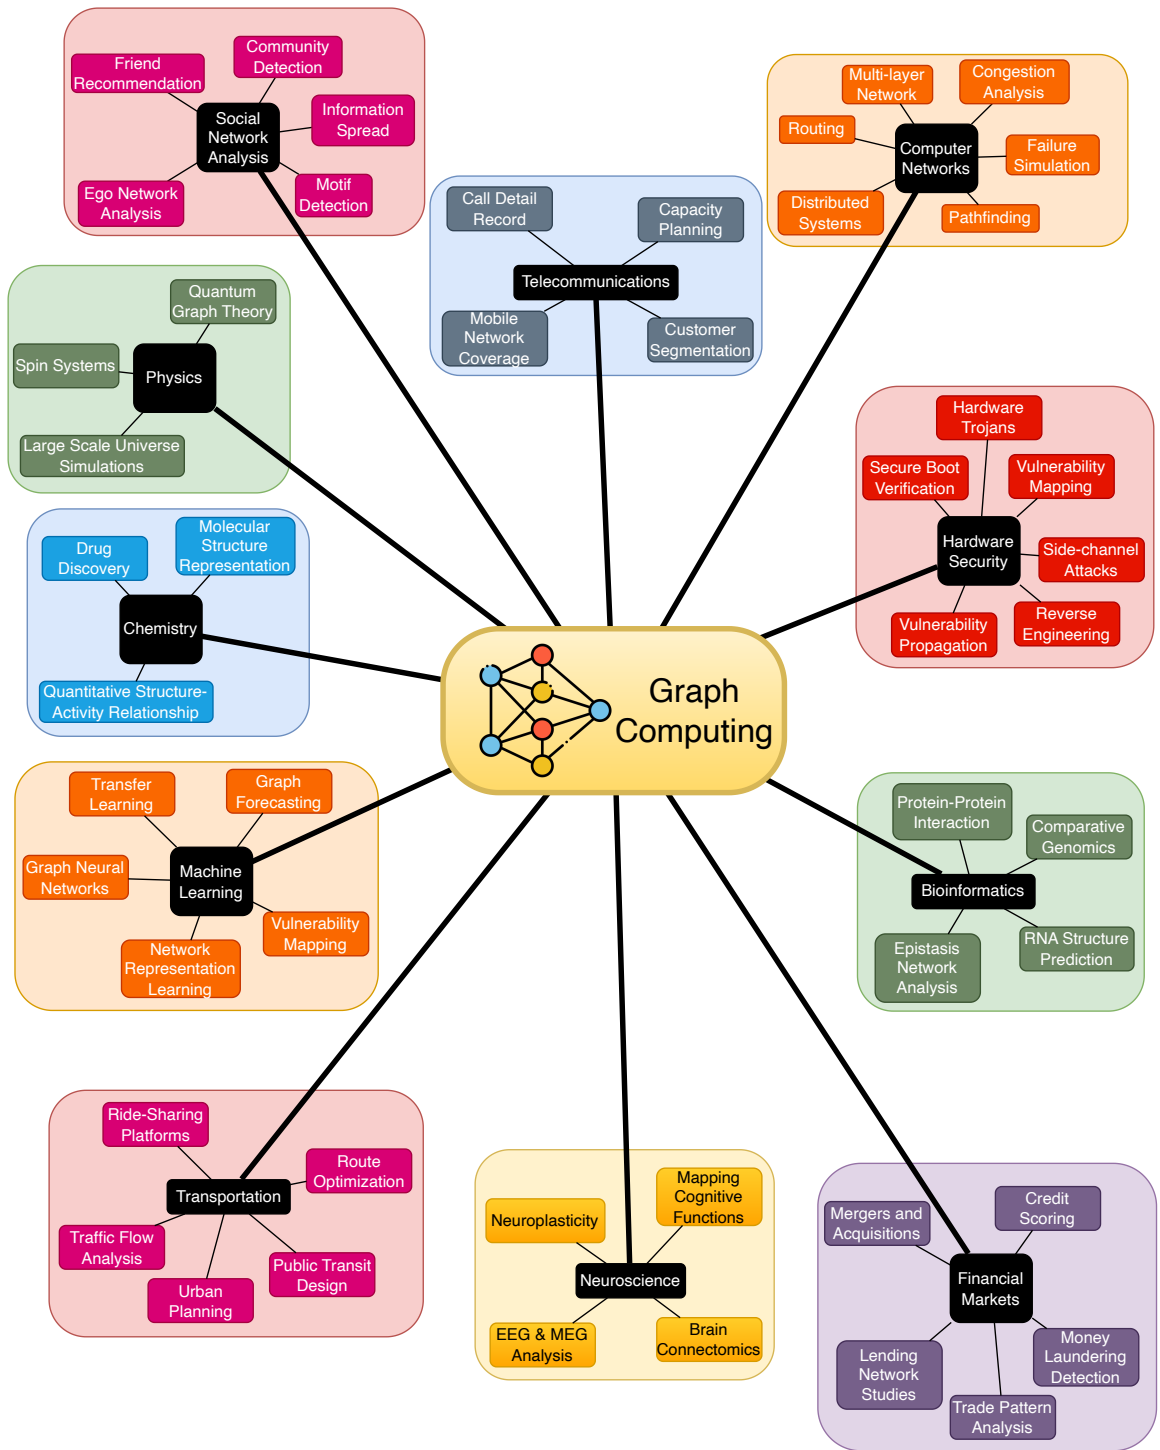 Friend
Recommendation
Community
Detection
Information
Spread
Social
Network
Analysis
Ego Network
Analysis
Motif
Detection
Multi-layer
Network
Congestion
Analysis
Routing
Computer
Networks
Failure
Simulation
Distributed
Systems
Pathfinding
Call Detail
Record
Capacity
Planning
Telecommunications
Mobile
Network
Coverage
Customer
Segmentation
Quantum
Graph Theory
Spin Systems
Physics
Large Scale Universe
Simulations
Hardware
Trojans
Secure Boot
Verification
Vulnerability
Mapping
Hardware
Security
Side-channel
Attacks
Vulnerability
Propagation
Reverse
Engineering
Drug
Discovery
Molecular
Structure
Representation
Chemistry
Quantitative Structure-
Activity Relationship
Graph
Computing
Transfer
Learning
Graph
Forecasting
Graph Neural
Networks
Machine
Learning
Vulnerability
Mapping
Network
Representation
Learning
Protein-Protein
Interaction
Comparative
Genomics
Bioinformatics
Epistasis
Network
Analysis
RNA Structure
Prediction
Ride-Sharing
Platforms
Route
Optimization
Transportation
Traffic Flow
Analysis
Public Transit
Design
Urban
Planning
Neuroplasticity
Mapping
Cognitive
Functions
Neuroscience
EEG & MEG
Analysis
Brain
Connectomics
Mergers and
Acquisitions
Credit
Scoring
Financial
Markets
Lending
Network
Studies
Money
Laundering
Detection
Trade Pattern
Analysis